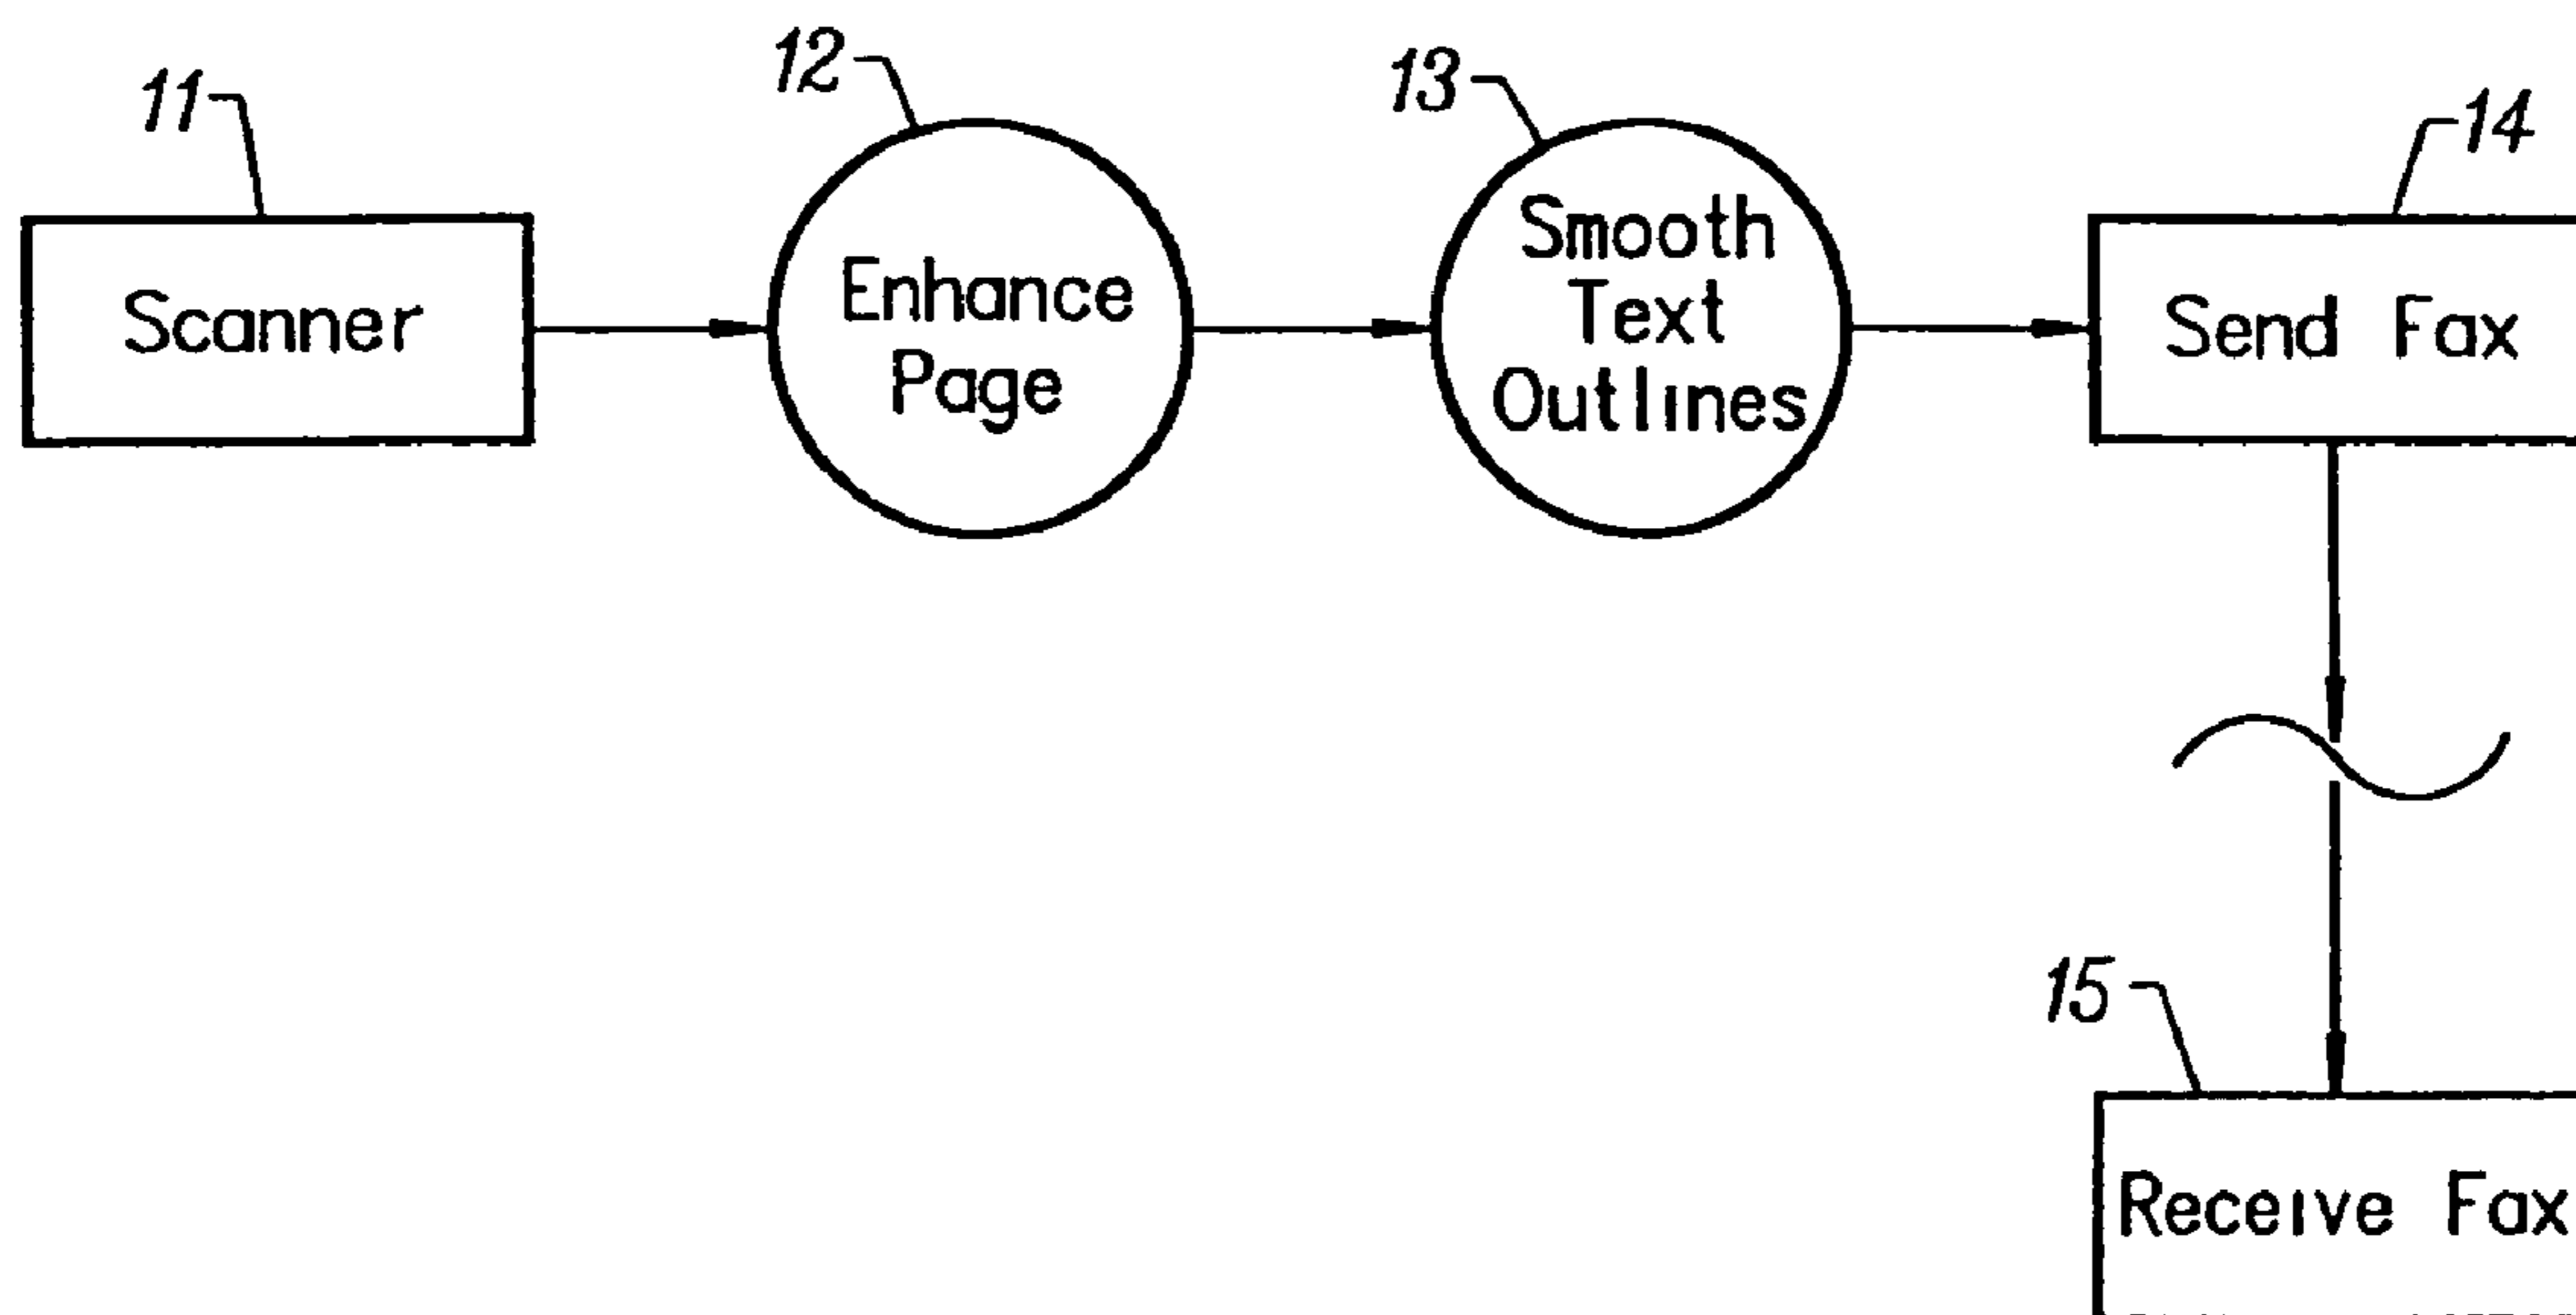 11
Scanner
12
Enhance
Page
13
Smooth
Text
Outlines
14
Send Fax
15
Receive Fax